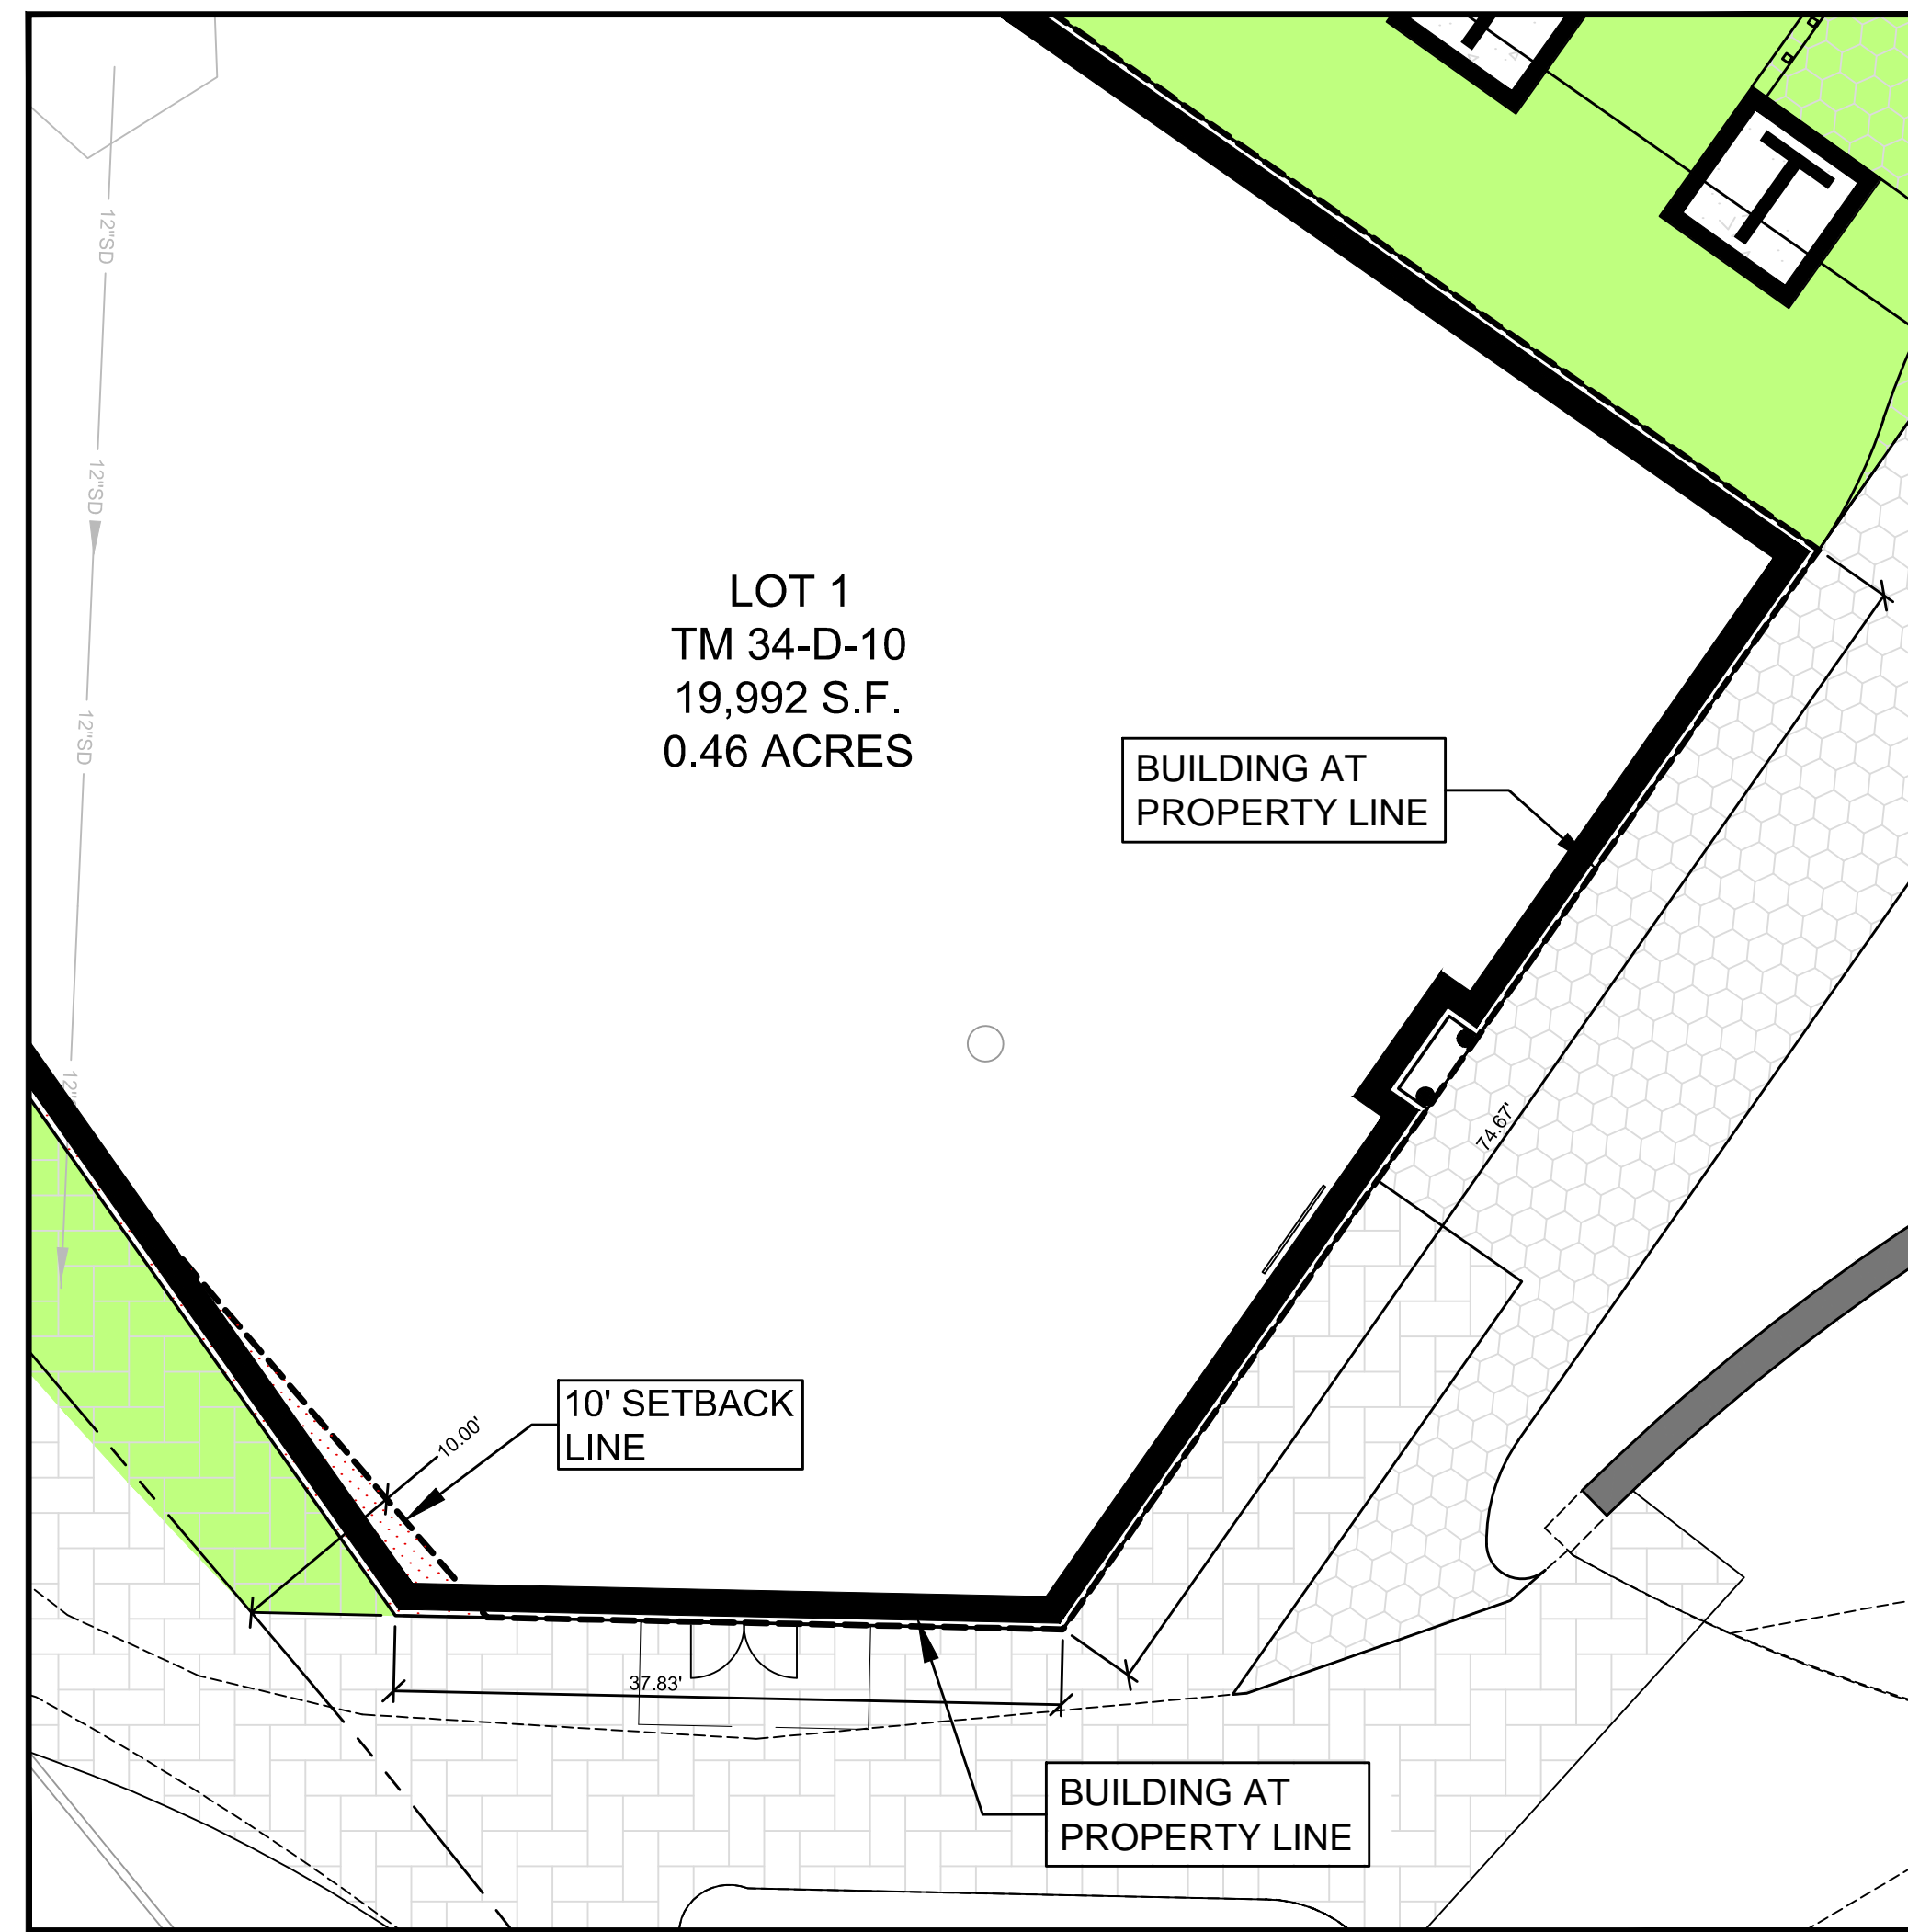 12"SD
12"SD
LOT 1
TM 34-D-10
19,992 S.F.
0.46 ACRES
12"SD
BUILDING AT
PROPERTY LINE
12"
74.67'
10' SETBACK
LINE
10.00'
37.83'
BUILDING AT
PROPERTY LINE